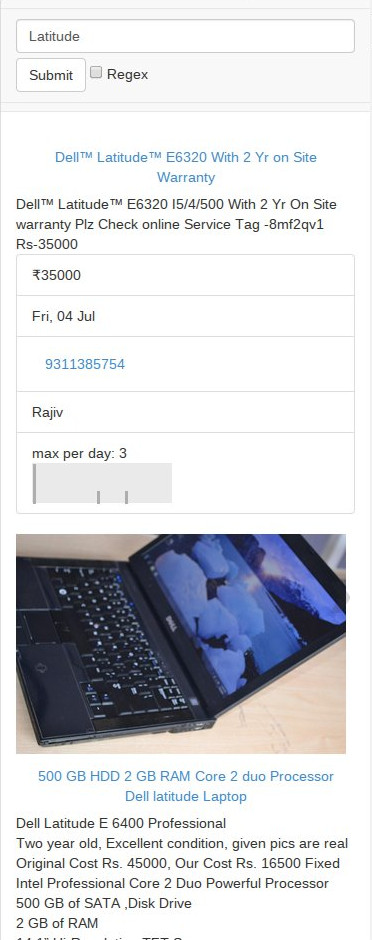 Latitude
Submit Regex
Dell™ Latitude™ E6320 With 2 Yr on Site
Warranty
Dell™ Latitude™ E6320 I5/4/500 With 2 Yr On Site
warranty Plz Check online Service Tag -8mf2qv1
Rs-35000
₹35000
Fri, 04 Jul
9311385754
Rajiv
max per day: 3
DELL
500 GB HDD 2 GB RAM Core 2 duo Processor
Dell latitude Laptop
Dell Latitude E 6400 Professional
Two year old, Excellent condition, given pics are real
Original Cost Rs. 45000, Our Cost Rs. 16500 Fixed
Intel Professional Core 2 Duo Powerful Processor
500 GB of SATA ,Disk Drive
2 GB of RAM